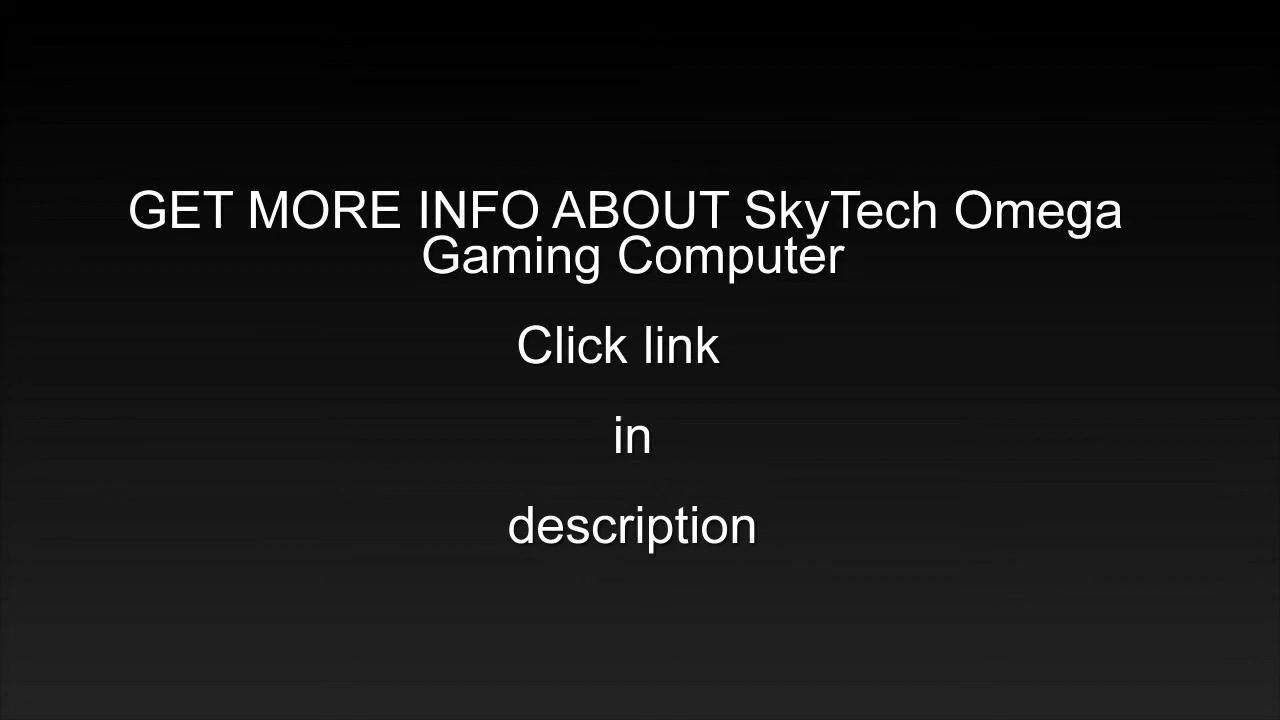 GET MORE INFO ABOUT SkyTech Omega
Gaming Computer
Click link
in
description